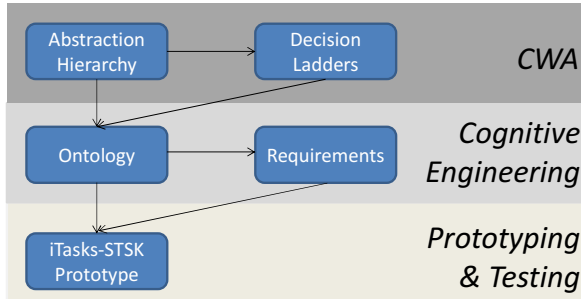 Abstraction
Hierarchy
Decision
Ladders
CWA
Ontology
Requirements
Cognitive
Engineering
iTasks-STSK
Prototype
Prototyping
& Testing